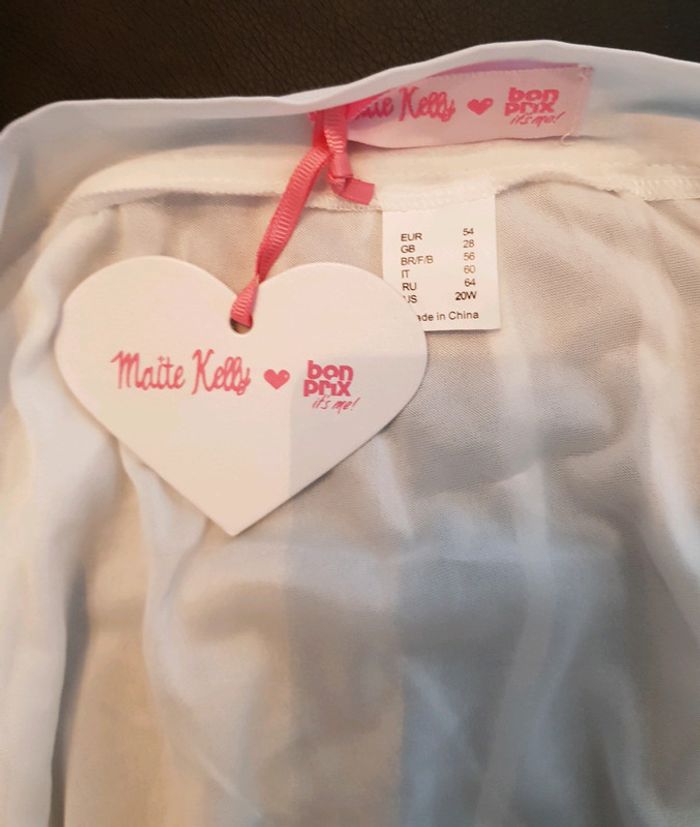 Kelly bon
prix
it's me!
EUR 54
GB 28
BR/F/B 56
IT 60
RU 64
US 20W
in China
Maite Kelly bon
prix
it's me!